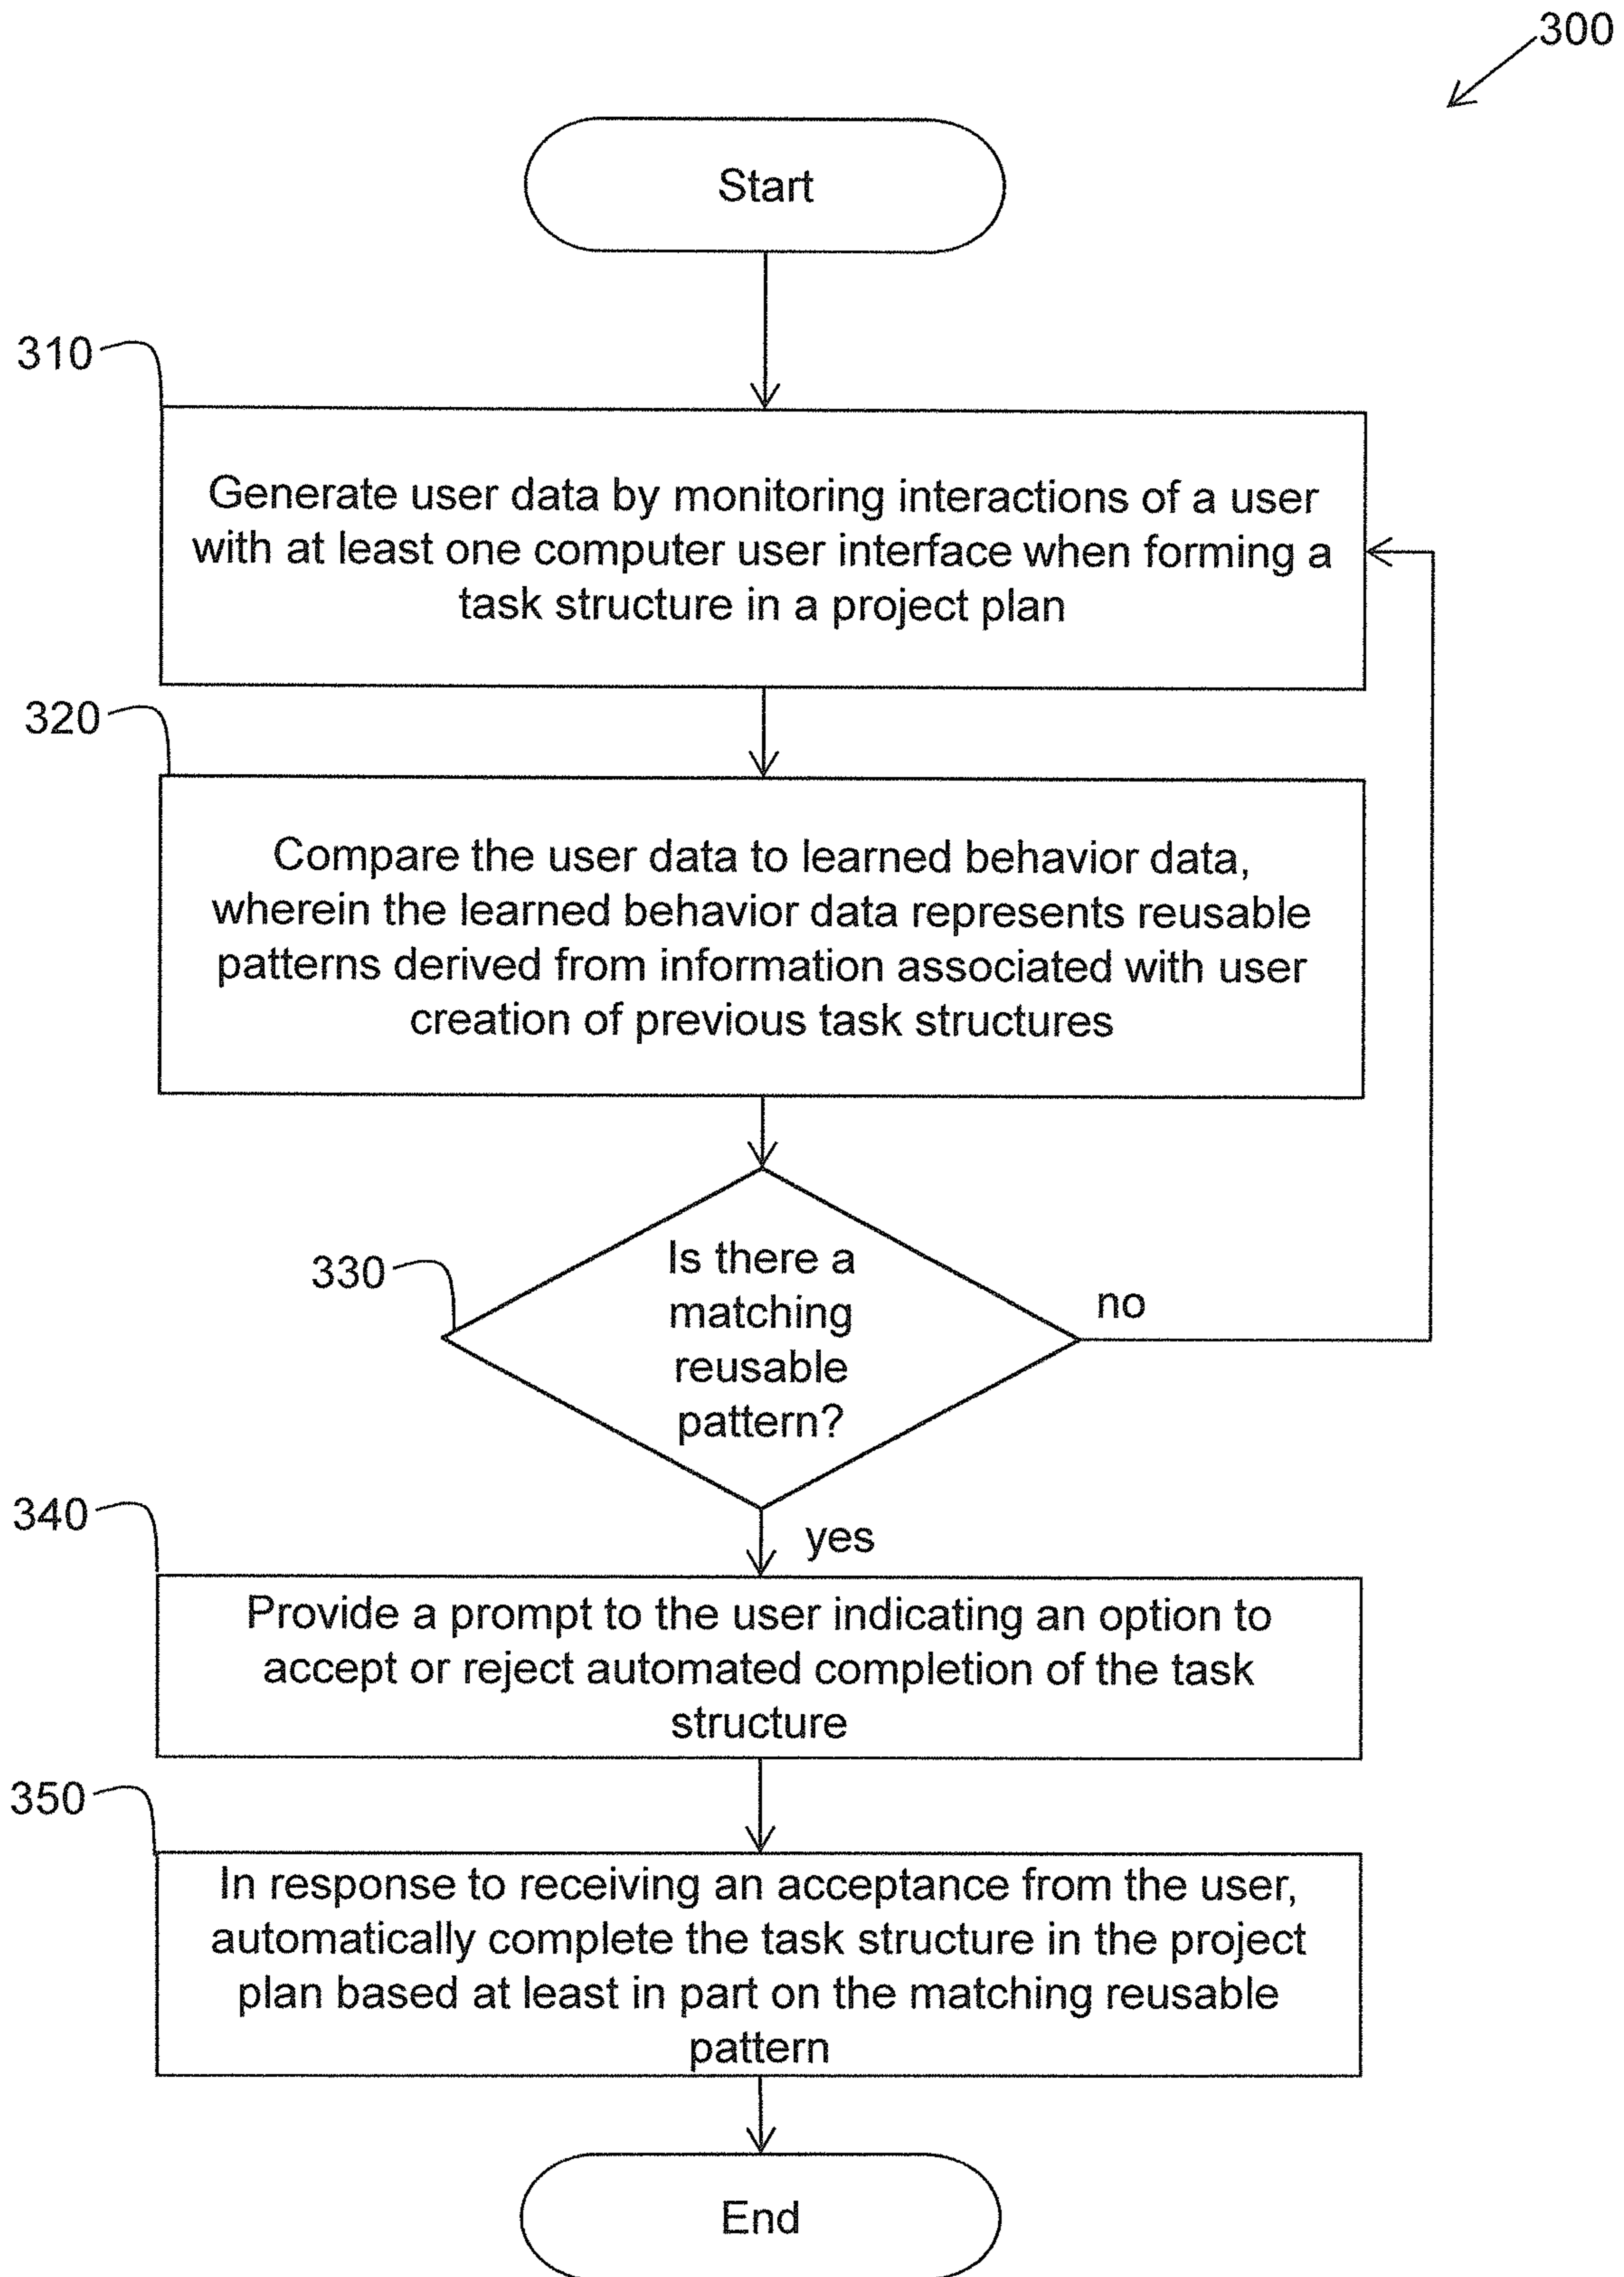 300
Start
310
Generate user data by monitoring interactions of a user
with at least one computer user interface when forming a
task structure in a project plan
320
Compare the user data to learned behavior data,
wherein the learned behavior data represents reusable
patterns derived from information associated with user
creation of previous task structures
330
Is there a
matching
reusable
pattern?
no
yes
340
Provide a prompt to the user indicating an option to
accept or reject automated completion of the task
structure
350
In response to receiving an acceptance from the user,
automatically complete the task structure in the project
plan based at least in part on the matching reusable
pattern
End